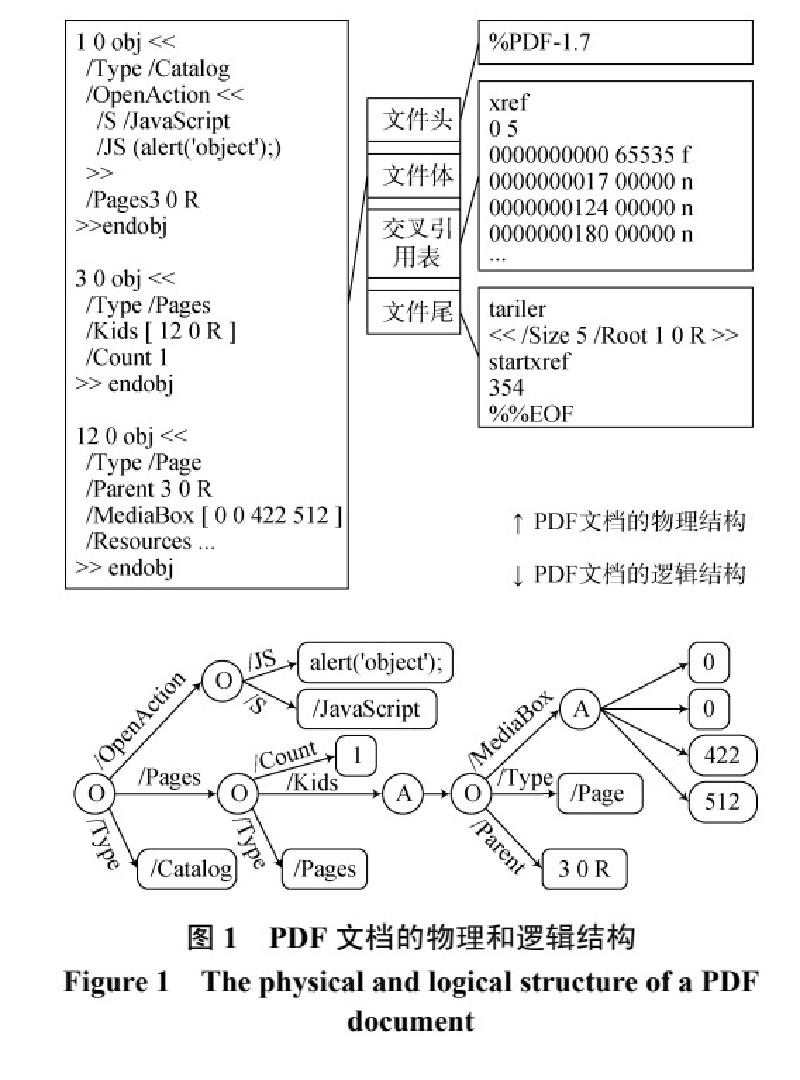 1 0 obj <<
/Type /Catalog
/OpenAction <<
/S /JavaScript
/JS (alert('object');)
>>
/Pages3 0 R
>>endobj
3 0 obj <<
/Type /Pages
/Kids [ 12 0 R ]
/Count 1
>> endobj
12 0 obj <<
/Type /Page
/Parent 3 0 R
/MediaBox [ 0 0 422 512 ]
/Resources ...
>> endobj
文件头
文件体
交叉引
用表
文件尾
%PDF-1.7
xref
0 5
0000000000 65535 f
0000000017 00000 n
0000000124 00000 n
0000000180 00000 n
...
tariler
<< /Size 5 /Root 1 0 R >>
startxref
354
%%EOF
↑ PDF文档的物理结构
↓ PDF文档的逻辑结构
O
/OpenAction
O
/JS
alert('object');
/S
/JavaScript
/Pages
O
/Count
1
/Kids
A
O
/Type
/Catalog
/Type
/Pages
/MediaBox
A
0
0
422
512
/Type
/Page
/Parent
3 0 R
图 1 PDF 文档的物理和逻辑结构
Figure 1 The physical and logical structure of a PDF
document